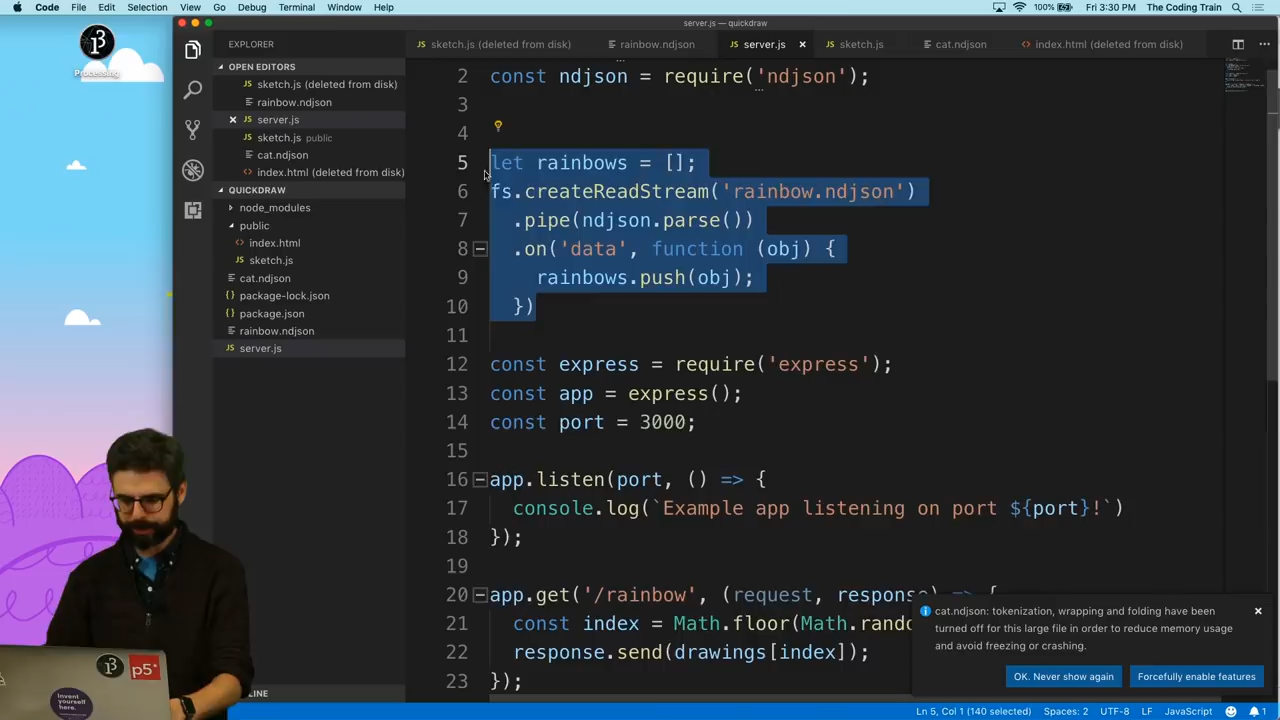 Code File Edit Selection View Go Debug Terminal Window Help
100% Fri 3:30 PM The Coding Train
server.js — quickdraw
Processing
EXPLORER
OPEN EDITORS
sketch.js (deleted from disk)
rainbow.ndjson
server.js
sketch.js public
cat.ndjson
index.html (deleted from disk)
QUICKDRAW
node_modules
public
index.html
sketch.js
cat.ndjson
package-lock.json
package.json
rainbow.ndjson
server.js
sketch.js (deleted from disk) rainbow.ndjson server.js sketch.js cat.ndjson index.html (deleted from disk)
2 const ndjson = require('ndjson');
3
4
5 let rainbows = [];
6 fs.createReadStream('rainbow.ndjson')
7 .pipe(ndjson.parse())
8 .on('data', function (obj) {
9 rainbows.push(obj);
10 })
11
12 const express = require('express');
13 const app = express();
14 const port = 3000;
15
16 app.listen(port, () => {
17 console.log(`Example app listening on port ${port}!`)
18 });
19
20 app.get('/rainbow', (request, response) => {
21 const index = Math.floor(Math.rando
22 response.send(drawings[index]);
23 });
cat.ndjson: tokenization, wrapping and folding have been
turned off for this large file in order to reduce memory usage
and avoid freezing or crashing.
OK. Never show again Forcefully enable features
p5*
Invent
yourself
here.
Ln 5, Col 1 (140 selected) Spaces: 2 UTF-8 LF JavaScript 1